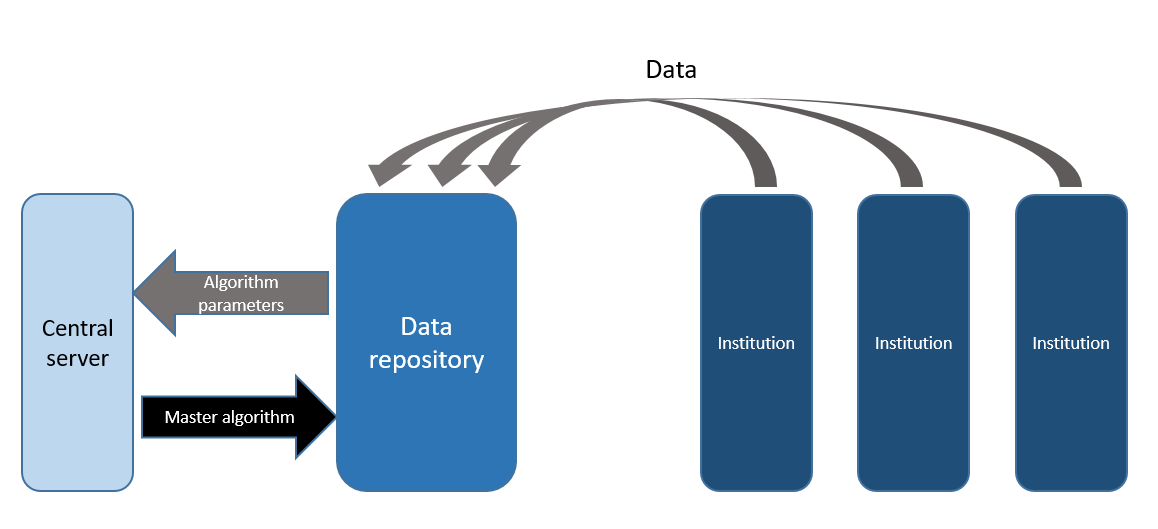 Data
Algorithm
parameters
Central
server
Data
repository
Master algorithm
Institution
Institution
Institution